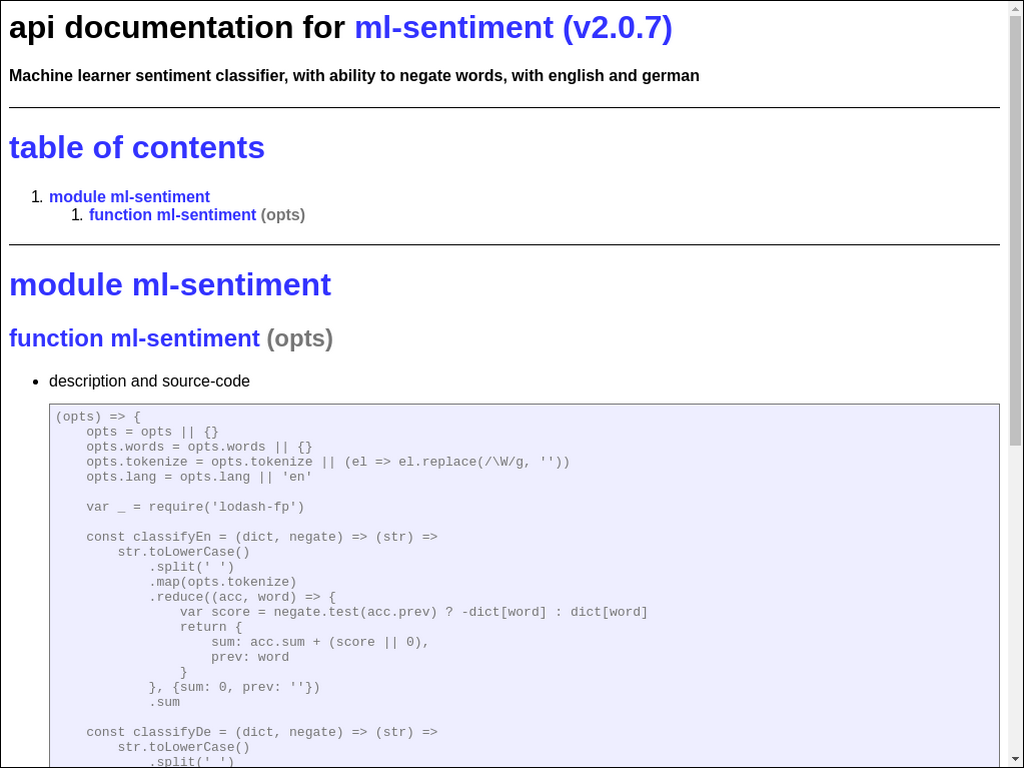 api documentation for ml-sentiment (v2.0.7)
Machine learner sentiment classifier, with ability to negate words, with english and german
table of contents
1. module ml-sentiment
1. function ml-sentiment (opts)
module ml-sentiment
function ml-sentiment (opts)
• description and source-code
(opts) => {
    opts = opts || {}
    opts.words = opts.words || {}
    opts.tokenize = opts.tokenize || (el => el.replace(/\W/g, ''))
    opts.lang = opts.lang || 'en'
    var _ = require('lodash-fp')
    const classifyEn = (dict, negate) => (str) =>
        str.toLowerCase()
            .split(' ')
            .map(opts.tokenize)
            .reduce((acc, word) => {
                var score = negate.test(acc.prev) ? -dict[word] : dict[word]
                return {
                    sum: acc.sum + (score || 0),
                    prev: word
                }
            }, {sum: 0, prev: ''})
            .sum
    const classifyDe = (dict, negate) => (str) =>
        str.toLowerCase()
            .split(' ')